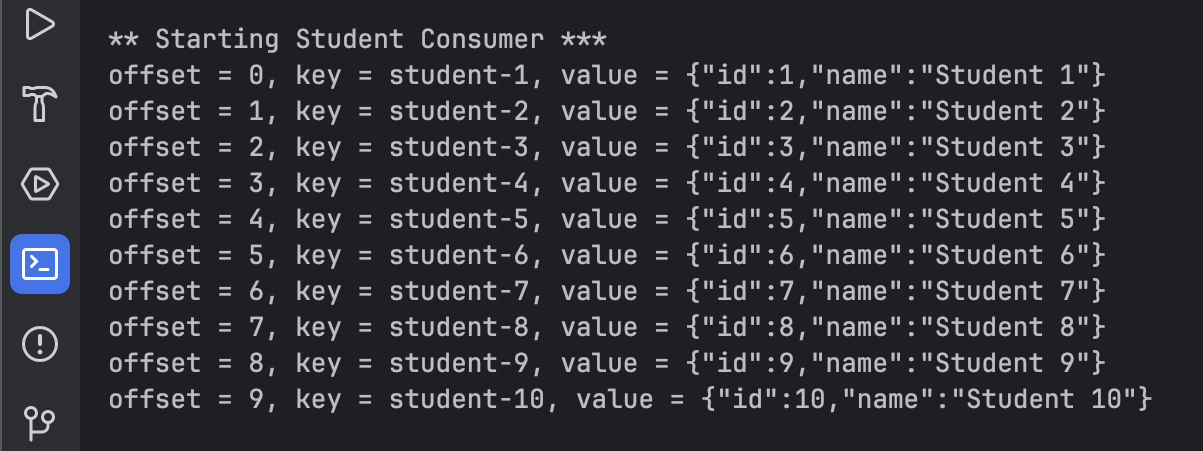 ** Starting Student Consumer ***
offset = 0, key = student-1, value = {"id":1,"name":"Student 1"}
offset = 1, key = student-2, value = {"id":2,"name":"Student 2"}
offset = 2, key = student-3, value = {"id":3,"name":"Student 3"}
offset = 3, key = student-4, value = {"id":4,"name":"Student 4"}
offset = 4, key = student-5, value = {"id":5,"name":"Student 5"}
offset = 5, key = student-6, value = {"id":6,"name":"Student 6"}
offset = 6, key = student-7, value = {"id":7,"name":"Student 7"}
offset = 7, key = student-8, value = {"id":8,"name":"Student 8"}
offset = 8, key = student-9, value = {"id":9,"name":"Student 9"}
offset = 9, key = student-10, value = {"id":10,"name":"Student 10"}